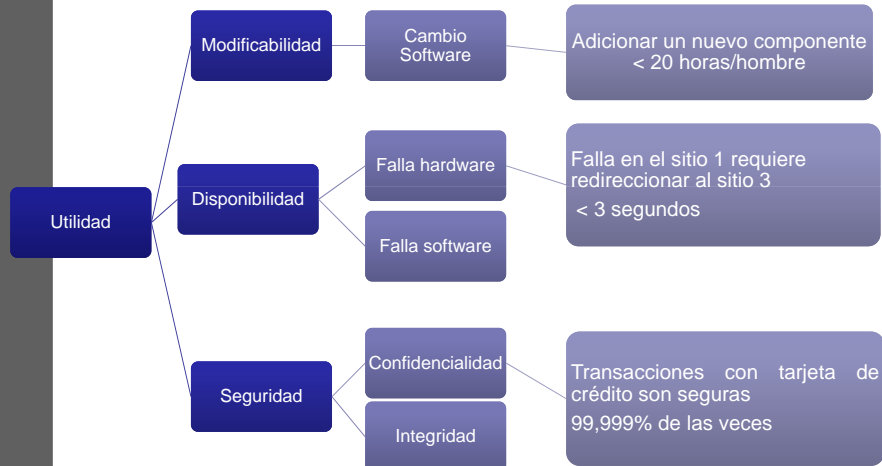 Utilidad
Modificabilidad
Cambio
Software
Adicionar un nuevo componente
< 20 horas/hombre
Disponibilidad
Falla hardware
Falla en el sitio 1 requiere
redireccionar al sitio 3
< 3 segundos
Falla software
Seguridad
Confidencialidad
Transacciones con tarjeta de
crédito son seguras
99,999% de las veces
Integridad